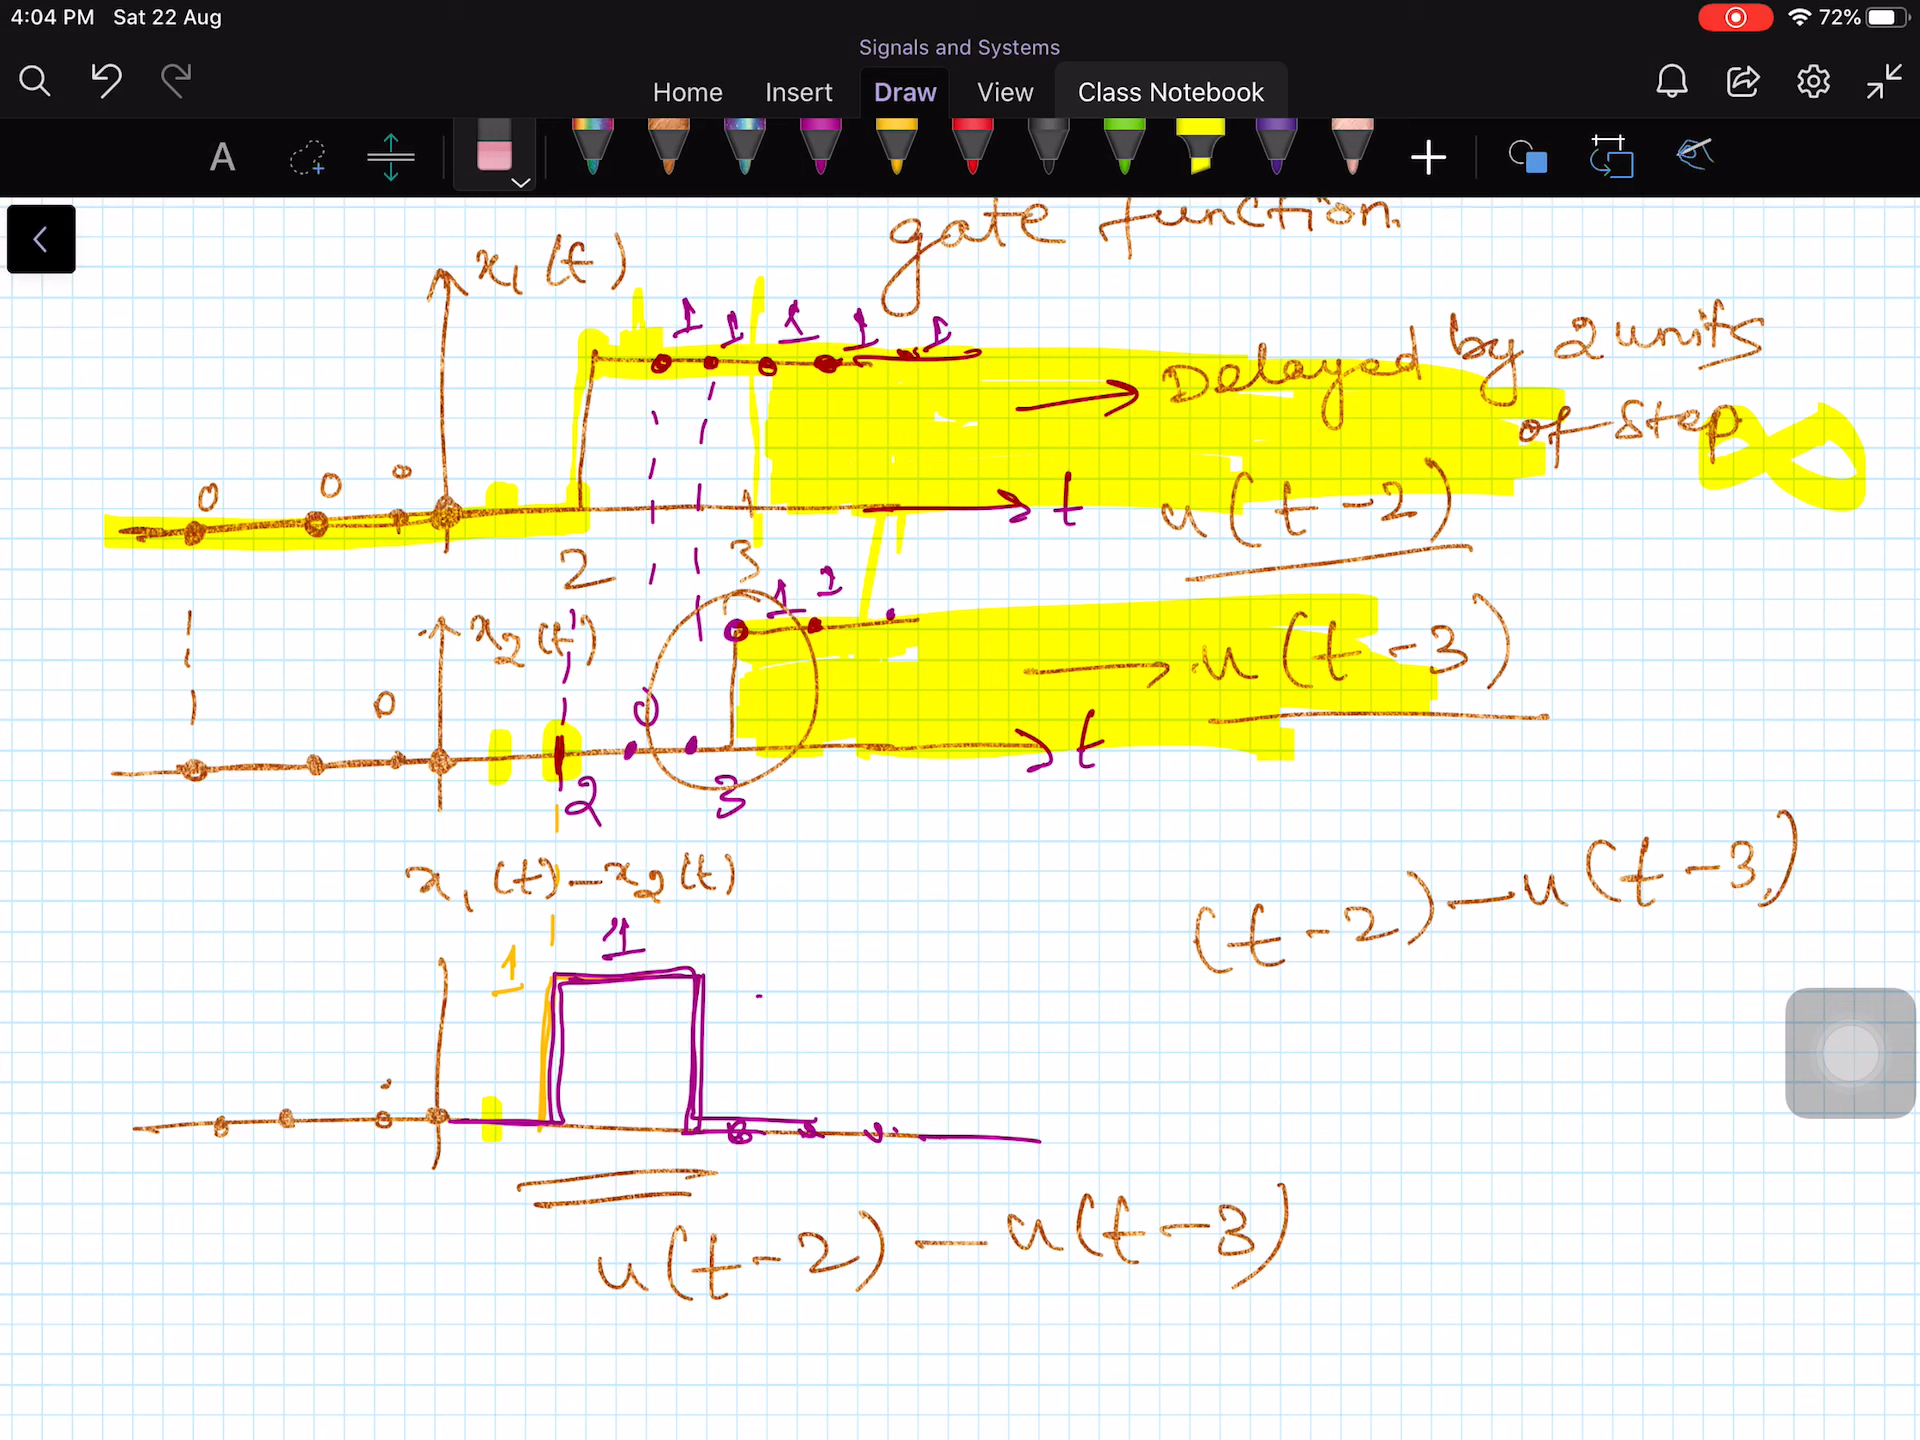 4:04 PM Sat 22 Aug
72%
Signals and Systems
Home Insert Draw View Class Notebook
A
gate function.
x₁(t)
1 1 1 1 1
Delayed by 2 units
of step
∞
0 0 0
t
u(t-2)
2 3
1 1
x₂(t)
u(t-3)
0 0
t
2 3
x₁(t)-x₂(t)
(t-2)-u(t-3)
1 1
u(t-2)-u(t-3)